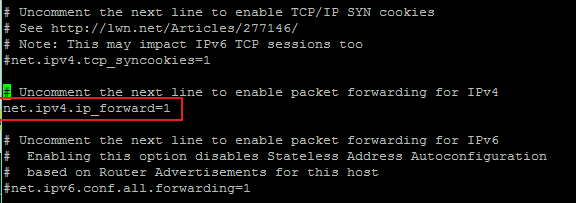 # Uncomment the next line to enable TCP/IP SYN cookies
# See http://lwn.net/Articles/277146/
# Note: This may impact IPv6 TCP sessions too
#net.ipv4.tcp_syncookies=1
# Uncomment the next line to enable packet forwarding for IPv4
net.ipv4.ip_forward=1
# Uncomment the next line to enable packet forwarding for IPv6
#  Enabling this option disables Stateless Address Autoconfiguration
#  based on Router Advertisements for this host
#net.ipv6.conf.all.forwarding=1